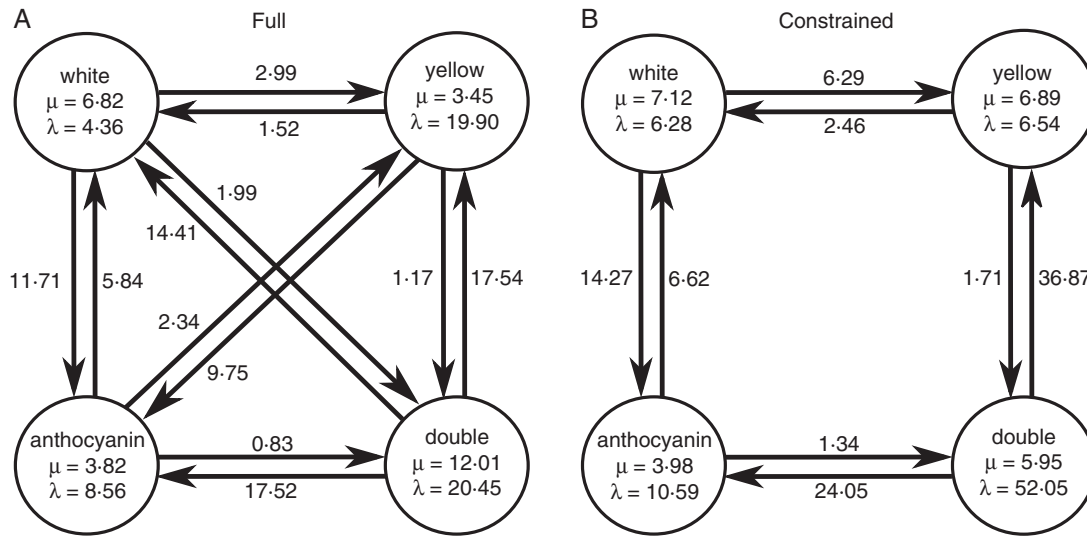 A
Full
white
μ = 6·82
λ = 4·36
2·99
1·52
yellow
μ = 3·45
λ = 19·90
1·99
14·41
11·71
5·84
2·34
9·75
1·17
17·54
anthocyanin
μ = 3·82
λ = 8·56
0·83
17·52
double
μ = 12·01
λ = 20·45
B
Constrained
white
μ = 7·12
λ = 6·28
6·29
2·46
yellow
μ = 6·89
λ = 6·54
14·27
6·62
1·71
36·87
anthocyanin
μ = 3·98
λ = 10·59
1·34
24·05
double
μ = 5·95
λ = 52·05